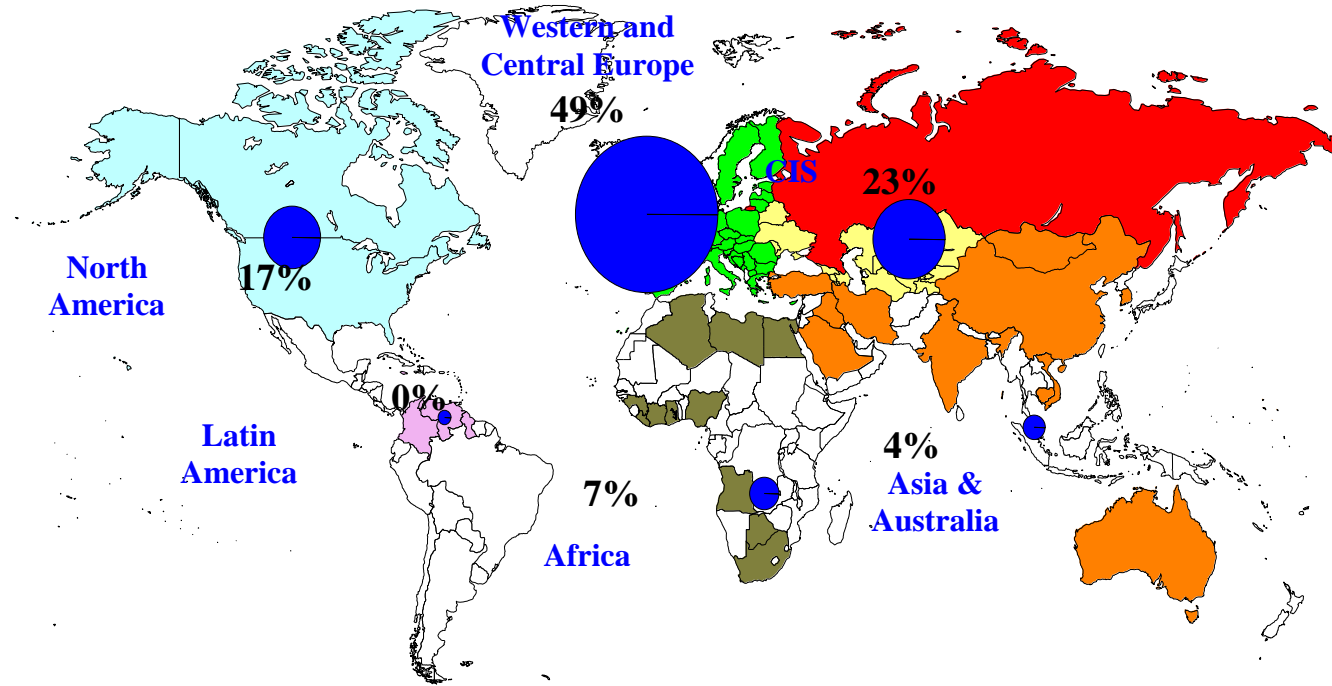 Western and
Central Europe
49%
CIS
23%
North
America
17%
0%
Latin
America
7%
Africa
4%
Asia &
Australia